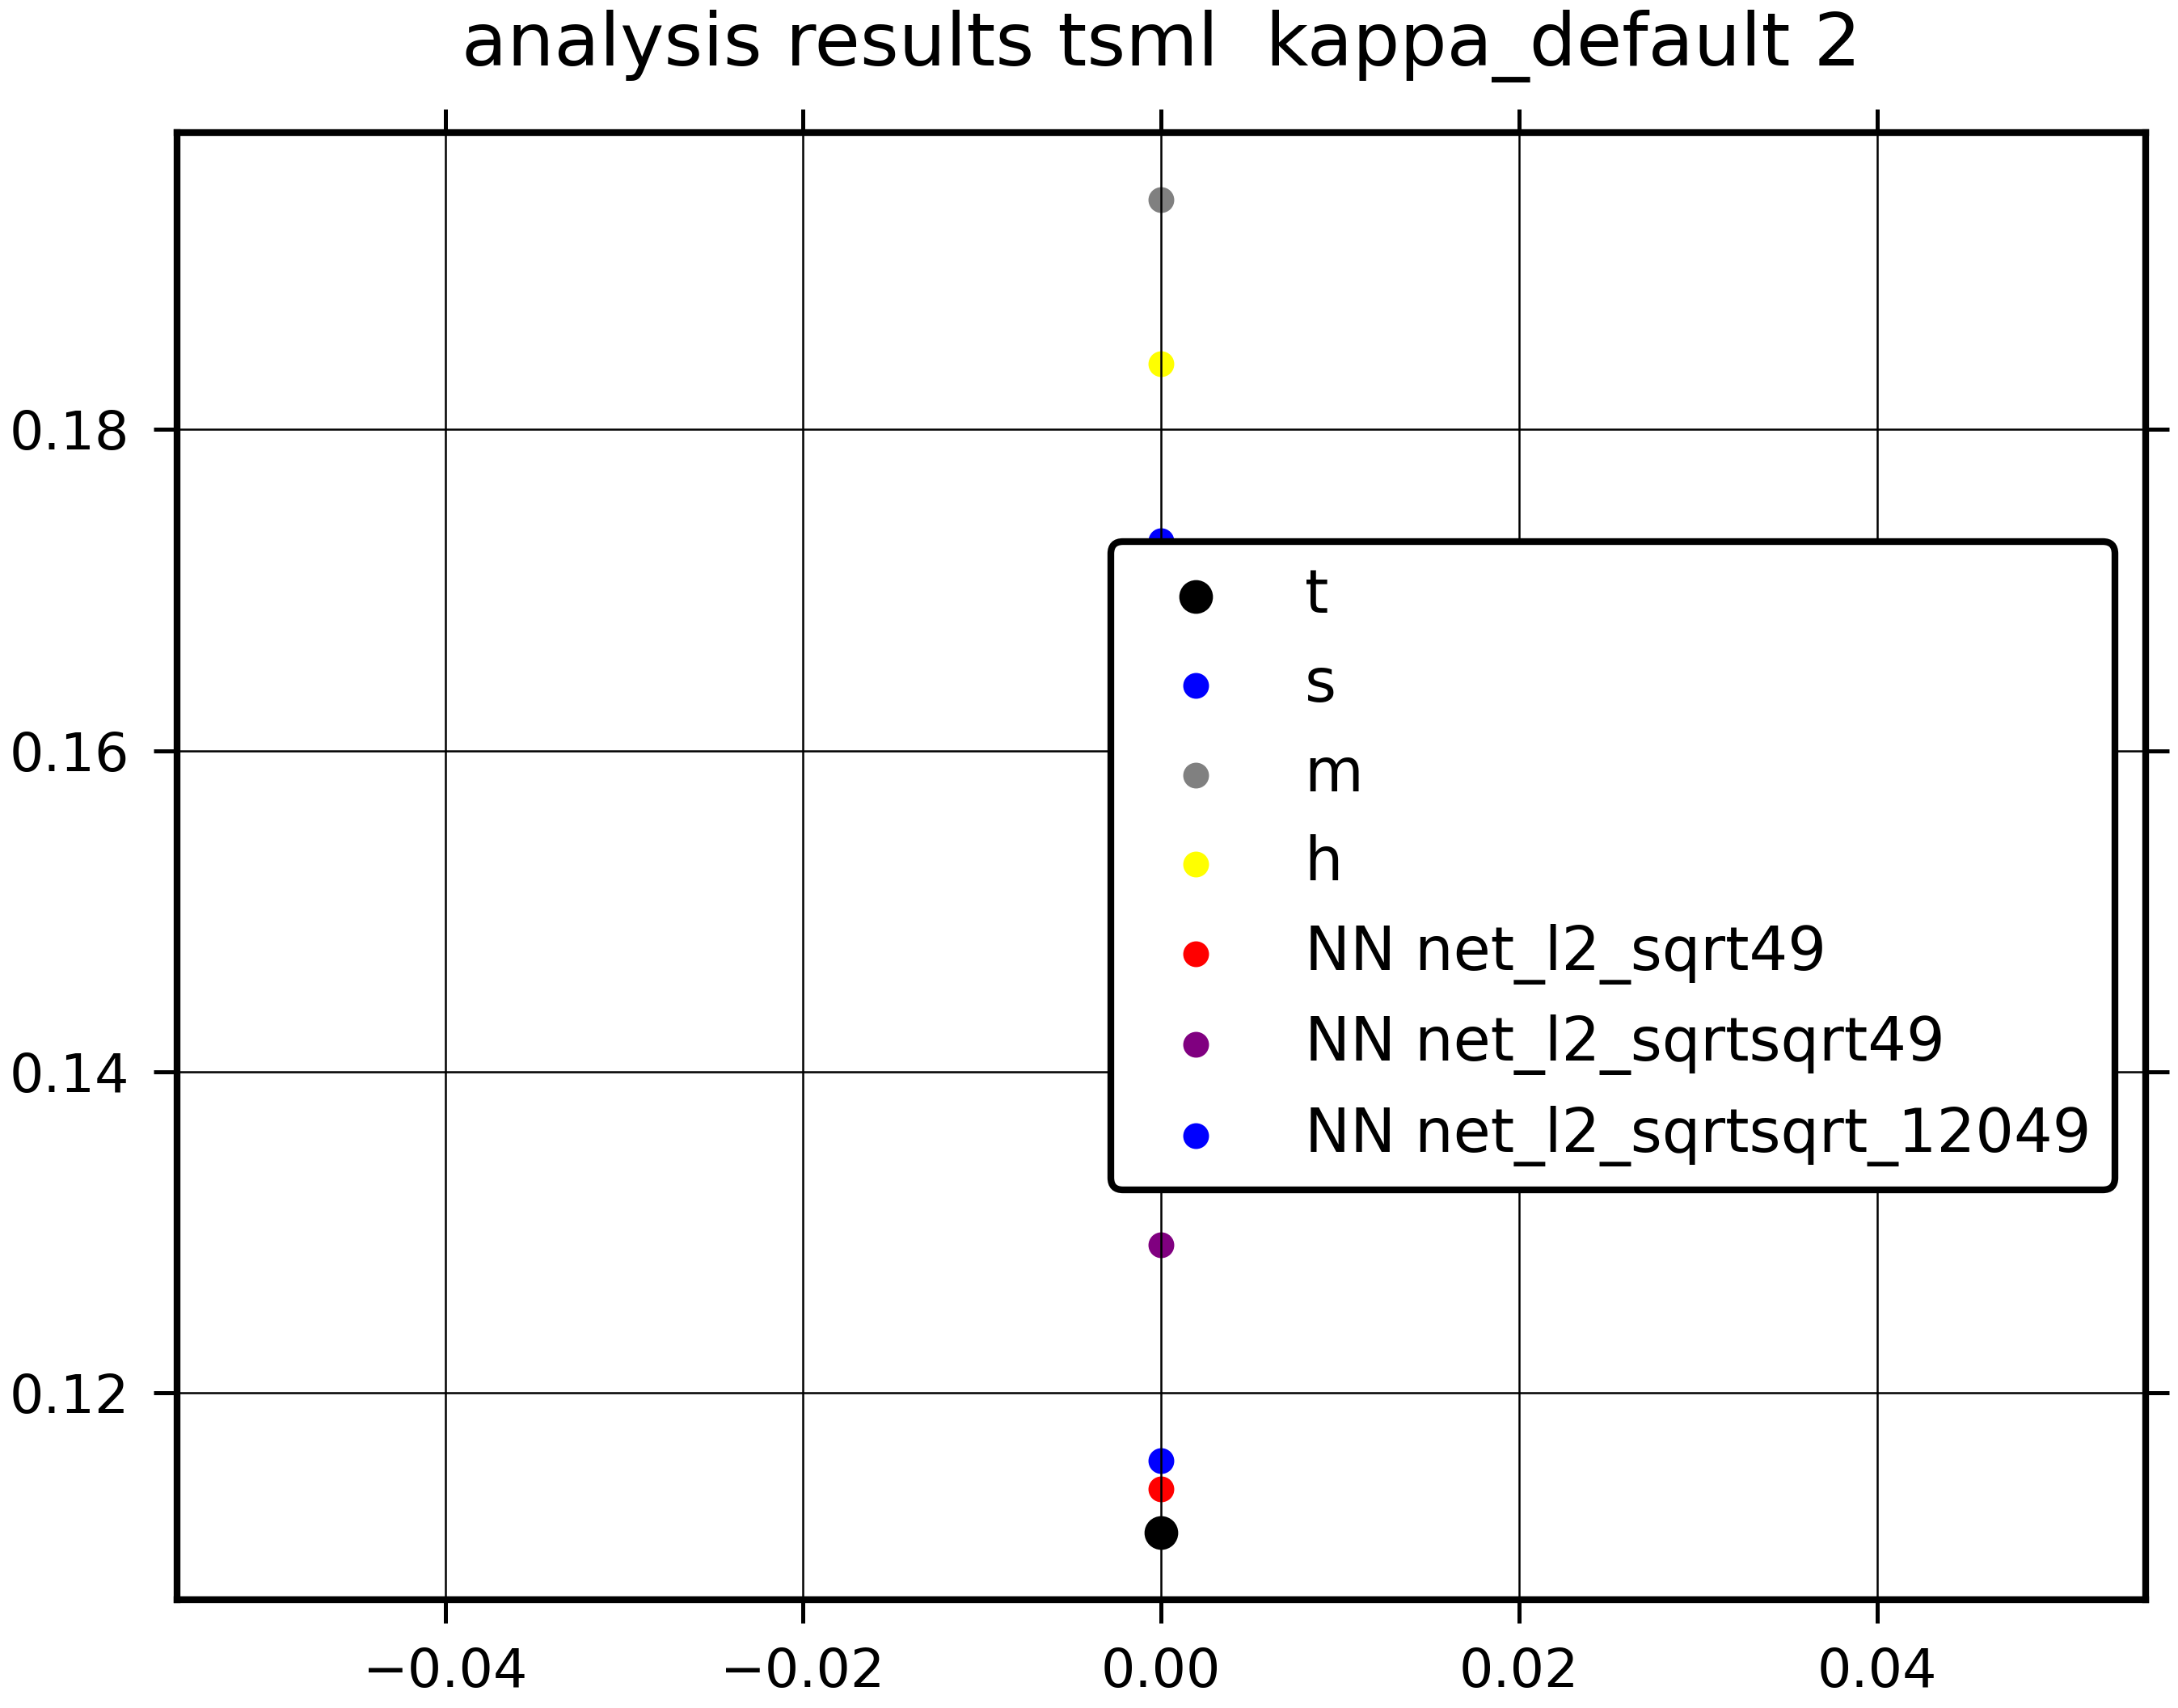 analysis results tsml  kappa_default 2
0.18
0.16
0.14
0.12
t
s
m
h
NN net_l2_sqrt49
NN net_l2_sqrtsqrt49
NN net_l2_sqrtsqrt_12049
−0.04
−0.02
0.00
0.02
0.04